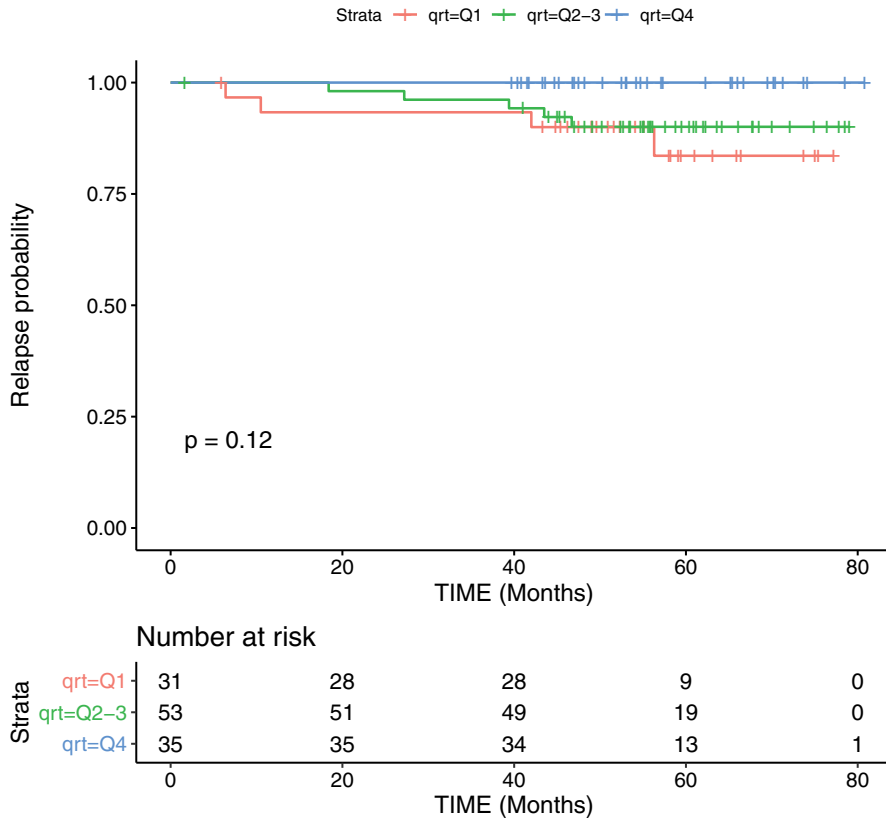 Strata qrt=Q1 qrt=Q2−3 qrt=Q4
1.00
0.75
0.50
0.25
0.00
Relapse probability
p = 0.12
0 20 40 60 80
TIME (Months)
Number at risk
Strata
qrt=Q1 31 28 28 9 0
qrt=Q2−3 53 51 49 19 0
qrt=Q4 35 35 34 13 1
0 20 40 60 80
TIME (Months)